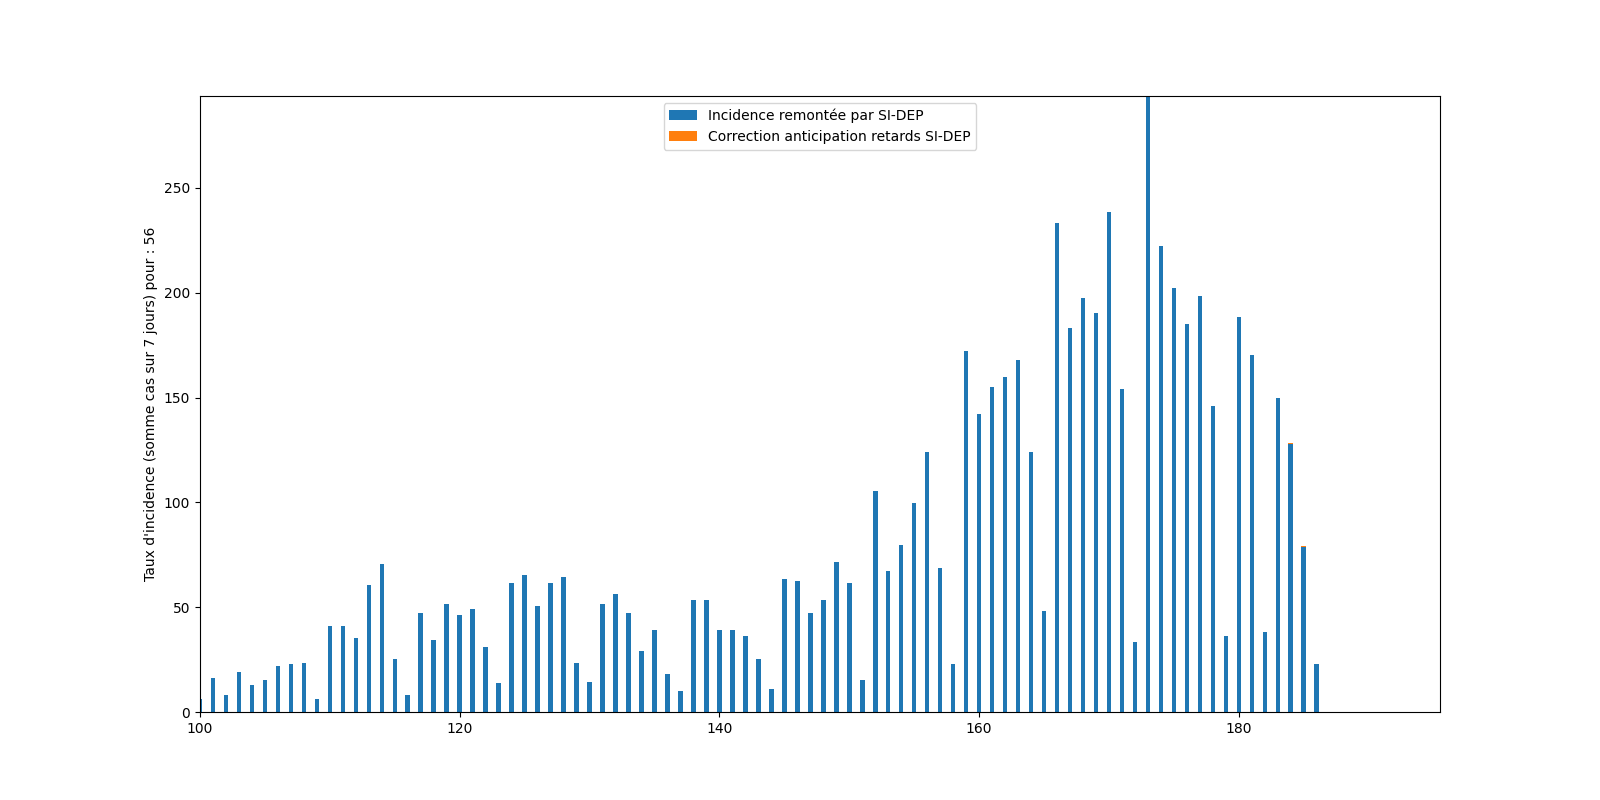 Incidence remontée par SI-DEP
Correction anticipation retards SI-DEP
Taux d'incidence (somme cas sur 7 jours) pour : 56
250
200
150
100
50
0
100 120 140 160 180